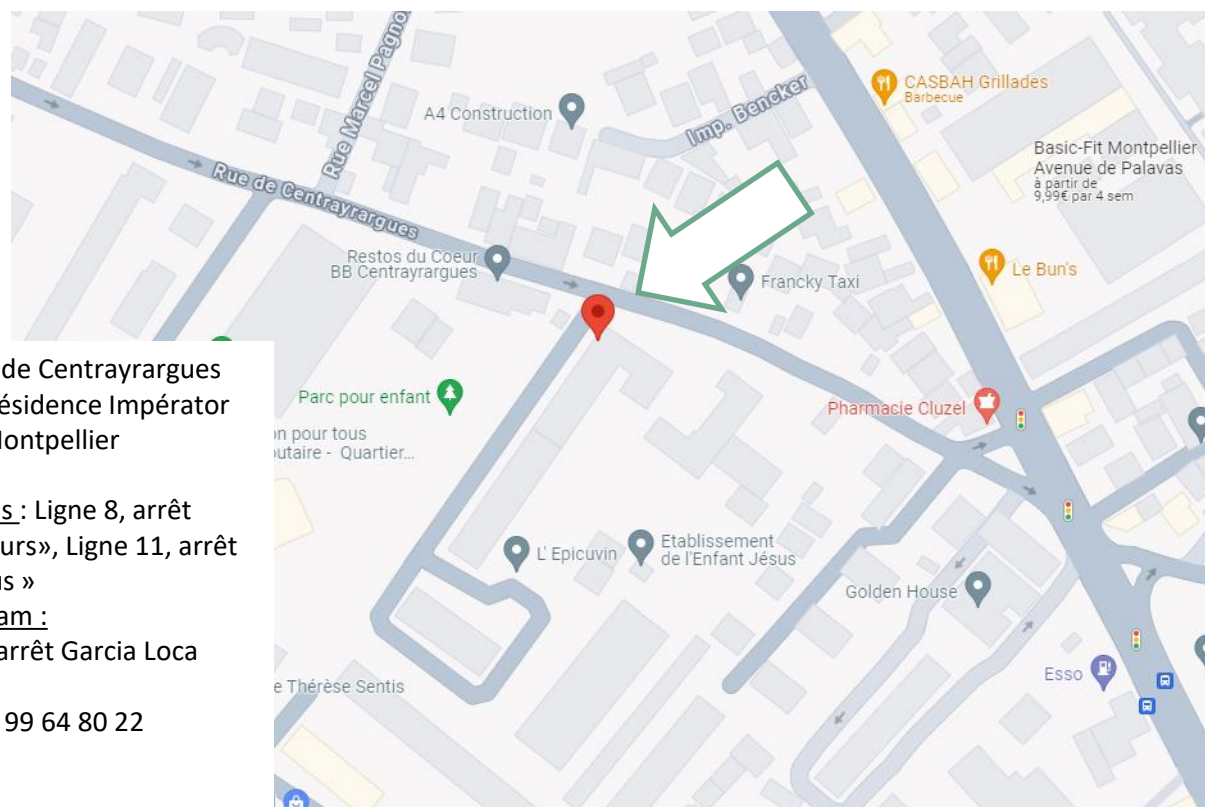 Rue Marcel Pagnol
CASBAH Grillades
Barbecue
A4 Construction
Imp. Bencker
Basic-Fit Montpellier
Avenue de Palavas
à partir de
9,99€ par 4 sem
Rue de Centrayrargues
Restos du Coeur
BB Centrayrargues
Francky Taxi
Le Bun's
de Centrayrargues
ésidence Impérator
Montpellier
Parc pour enfant
Pharmacie Cluzel
on pour tous
utaire - Quartier...
s : Ligne 8, arrêt
urs», Ligne 11, arrêt
us »
am :
arrêt Garcia Loca
99 64 80 22
L' Epicuvin
Etablissement
de l'Enfant Jésus
Golden House
Esso
e Thérèse Sentis